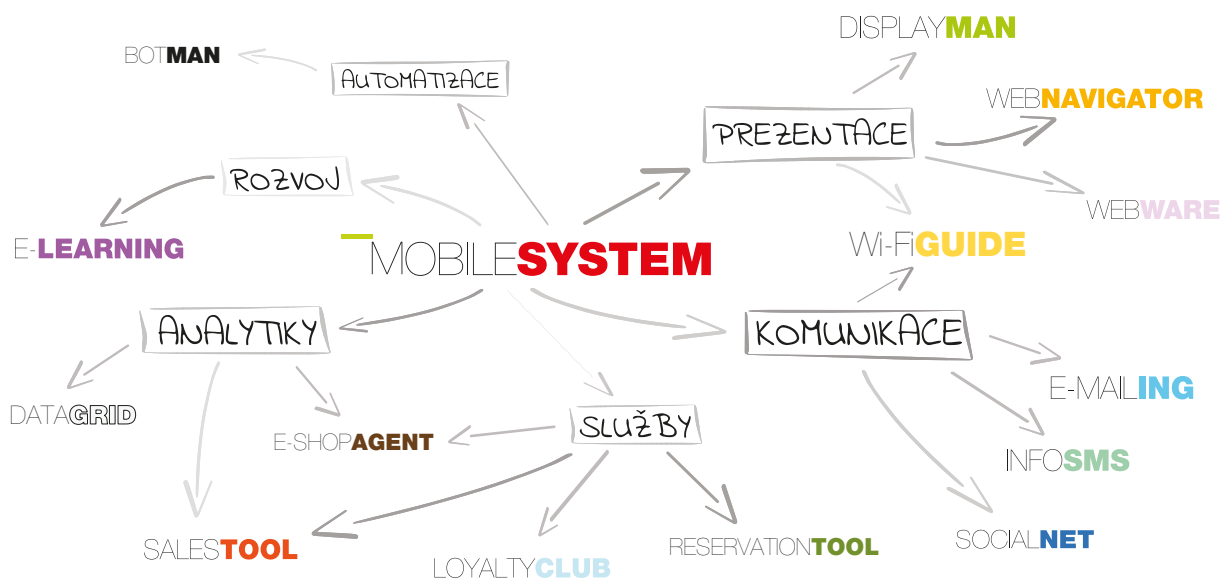 DISPLAYMAN
BOTMAN
AUTOMATIZACE
WEBNAVIGATOR
PREZENTACE
ROZVOJ
WEBWARE
E-LEARNING
MOBILESYSTEM
Wi-FiGUIDE
ANALYTIKY
KOMUNIKACE
E-MAILING
DATAGRID
E-SHOPAGENT
SLUŽBY
INFOSMS
SALESTOOL
LOYALTYCLUB
RESERVATIONTOOL
SOCIALNET